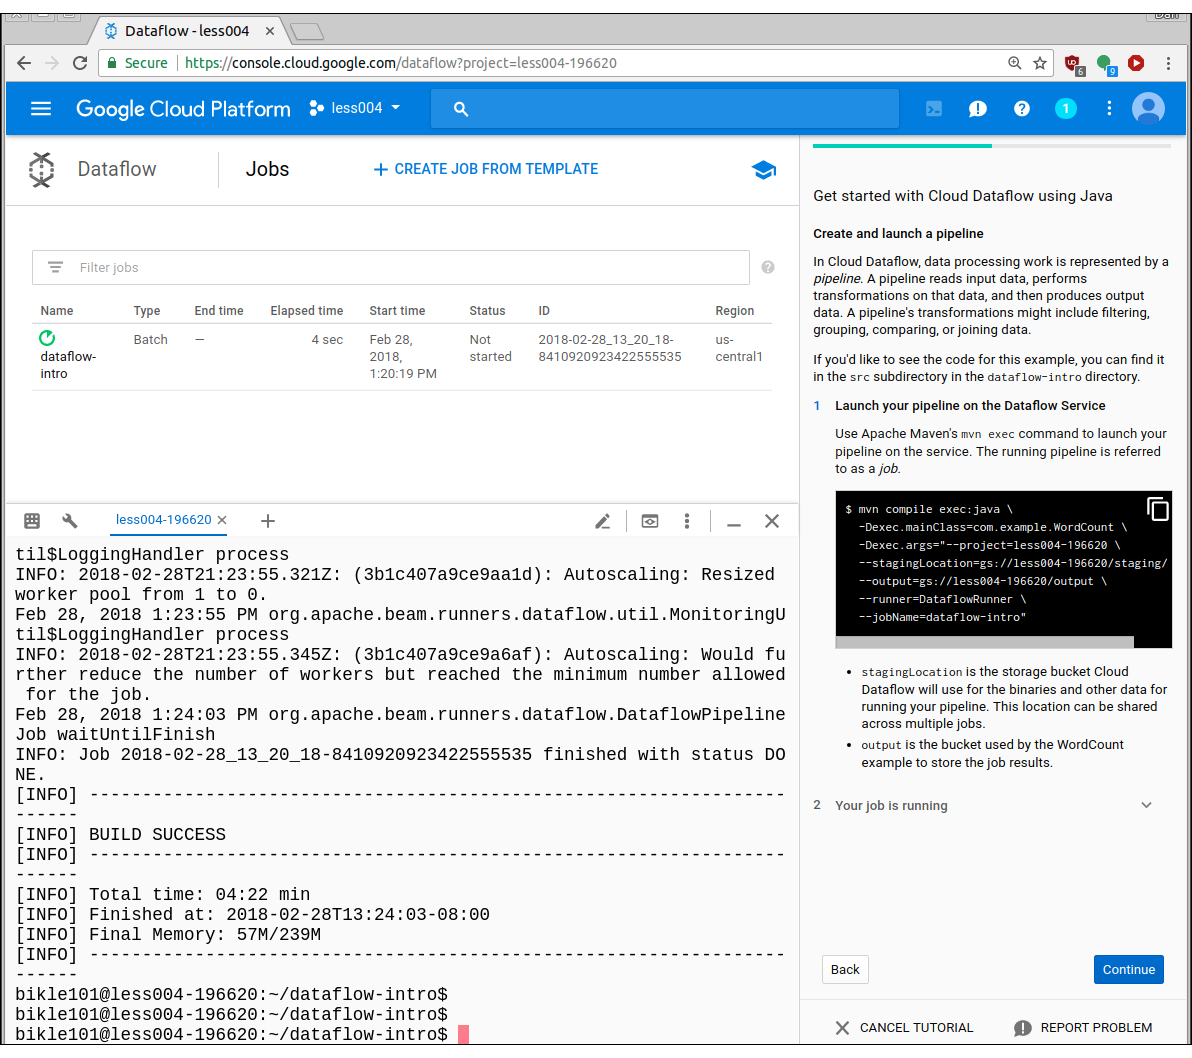 Dan
Dataflow - less004
Secure
https://console.cloud.google.com/dataflow?project=less004-196620
6
9
Google Cloud Platform
less004
1
Dataflow
Jobs
CREATE JOB FROM TEMPLATE
Filter jobs
Name Type End time Elapsed time Start time Status ID Region
dataflow-
intro
Batch
—
4 sec
Feb 28,
2018,
1:20:19 PM
Not
started
2018-02-28_13_20_18-
8410920923422555535
us-
central1
less004-196620
til$LoggingHandler process
INFO: 2018-02-28T21:23:55.321Z: (3b1c407a9ce9aa1d): Autoscaling: Resized
worker pool from 1 to 0.
Feb 28, 2018 1:23:55 PM org.apache.beam.runners.dataflow.util.MonitoringU
til$LoggingHandler process
INFO: 2018-02-28T21:23:55.345Z: (3b1c407a9ce9a6af): Autoscaling: Would fu
rther reduce the number of workers but reached the minimum number allowed
for the job.
Feb 28, 2018 1:24:03 PM org.apache.beam.runners.dataflow.DataflowPipeline
Job waitUntilFinish
INFO: Job 2018-02-28_13_20_18-8410920923422555535 finished with status DO
NE.
[INFO] ------------------------------------------------------------------
------
[INFO] BUILD SUCCESS
[INFO] ------------------------------------------------------------------
------
[INFO] Total time: 04:22 min
[INFO] Finished at: 2018-02-28T13:24:03-08:00
[INFO] Final Memory: 57M/239M
[INFO] ------------------------------------------------------------------
------
bikle101@less004-196620:~/dataflow-intro$
bikle101@less004-196620:~/dataflow-intro$
bikle101@less004-196620:~/dataflow-intro$
Get started with Cloud Dataflow using Java
Create and launch a pipeline
In Cloud Dataflow, data processing work is represented by a
pipeline. A pipeline reads input data, performs
transformations on that data, and then produces output
data. A pipeline's transformations might include filtering,
grouping, comparing, or joining data.
If you'd like to see the code for this example, you can find it
in the src subdirectory in the dataflow-intro directory.
1 Launch your pipeline on the Dataflow Service
Use Apache Maven's mvn exec command to launch your
pipeline on the service. The running pipeline is referred
to as a job.
$ mvn compile exec:java \
-Dexec.mainClass=com.example.WordCount \
-Dexec.args="--project=less004-196620 \
--stagingLocation=gs://less004-196620/staging/
--output=gs://less004-196620/output \
--runner=DataflowRunner \
--jobName=dataflow-intro"
• stagingLocation is the storage bucket Cloud
Dataflow will use for the binaries and other data for
running your pipeline. This location can be shared
across multiple jobs.
• output is the bucket used by the WordCount
example to store the job results.
2 Your job is running
Back
Continue
CANCEL TUTORIAL
REPORT PROBLEM